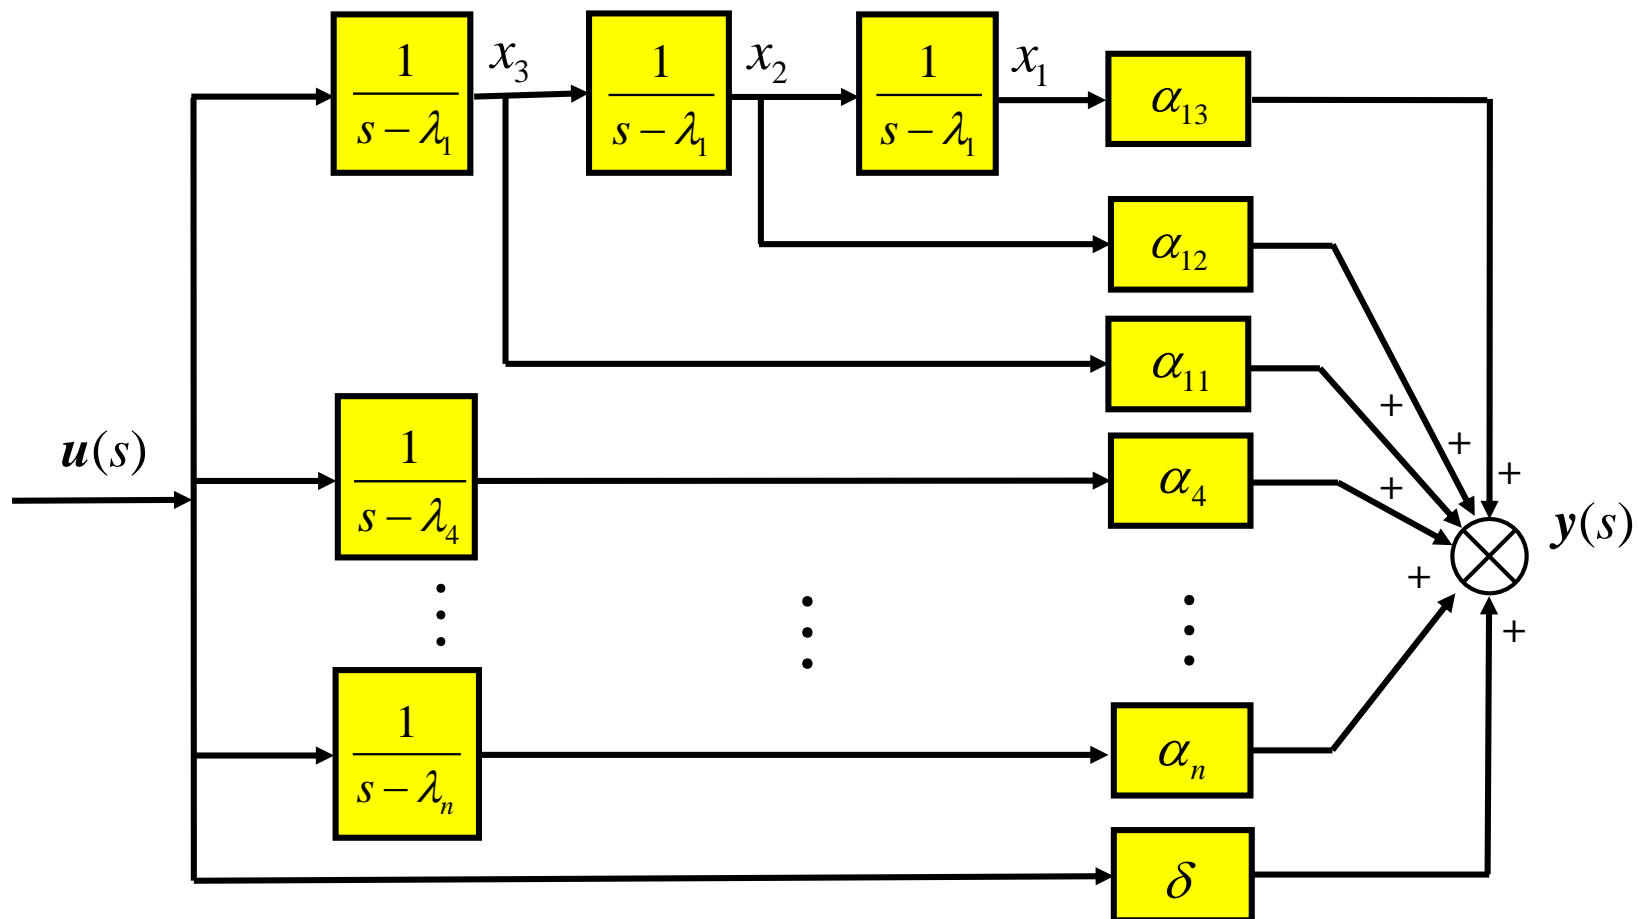 1/(s − λ₁) x₃ 1/(s − λ₁) x₂ 1/(s − λ₁) x₁ α₁₃
α₁₂
α₁₁
+
u(s) 1/(s − λ₄) α₄ + + +
y(s)
+
+
1/(s − λₙ) αₙ
δ